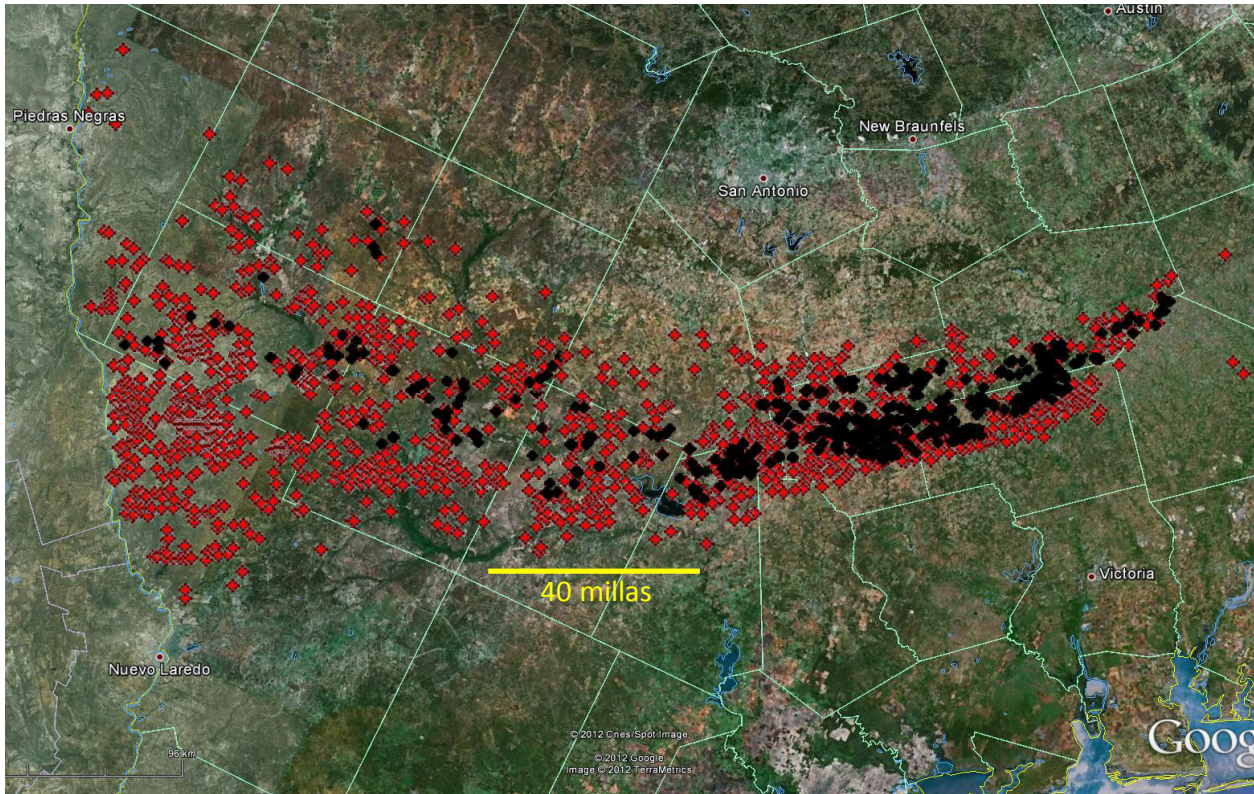 Austin
Piedras Negras
New Braunfels
San Antonio
40 millas
Victoria
Nuevo Laredo
© 2012 Cnes/Spot Image
96 km
© 2012 Google
Image © 2012 TerraMetrics
Goog